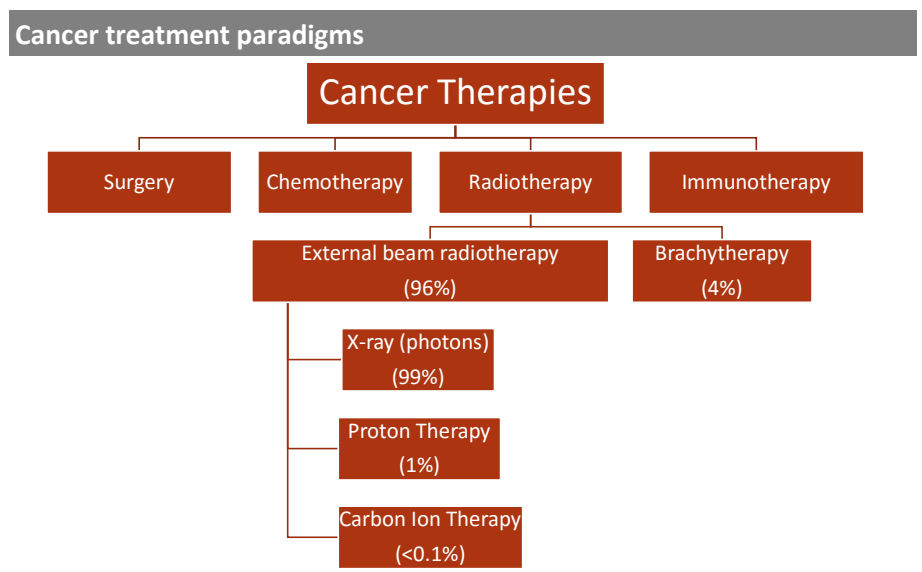 Cancer treatment paradigms
Cancer Therapies
Surgery
Chemotherapy
Radiotherapy
Immunotherapy
External beam radiotherapy
(96%)
Brachytherapy
(4%)
X-ray (photons)
(99%)
Proton Therapy
(1%)
Carbon Ion Therapy
(<0.1%)